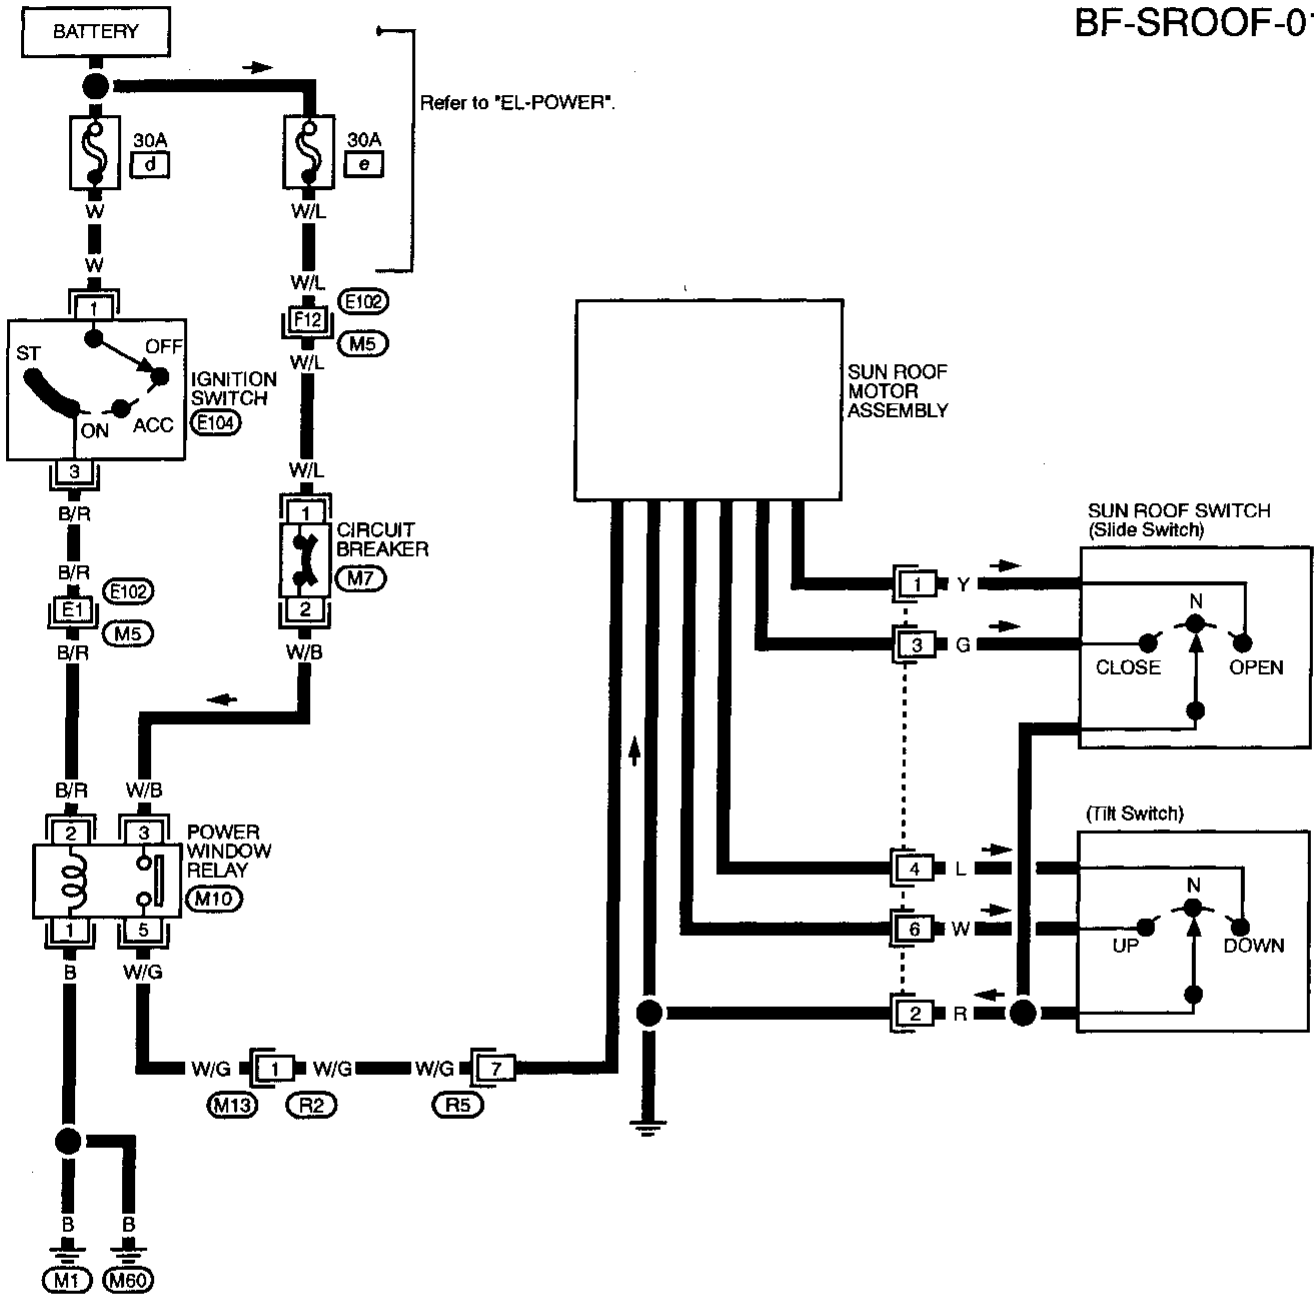 BF-SROOF-01
BATTERY
Refer to "EL-POWER".
30A
d
30A
e
W
W/L
W
W/L
E102
1
F12
M5
W/L
ST
OFF
IGNITION
SWITCH
E104
ON
ACC
3
B/R
W/L
1
CIRCUIT
BREAKER
M7
2
W/B
B/R
E102
E1
M5
B/R
SUN ROOF
MOTOR
ASSEMBLY
SUN ROOF SWITCH
(Slide Switch)
1
Y
N
3
G
CLOSE
OPEN
B/R
W/B
2
3
POWER
WINDOW
RELAY
M10
1
5
B
W/G
(Tilt Switch)
4
L
N
6
W
UP
DOWN
2
R
W/G
1
W/G
W/G
7
M13
R2
R5
B
B
M1
M60